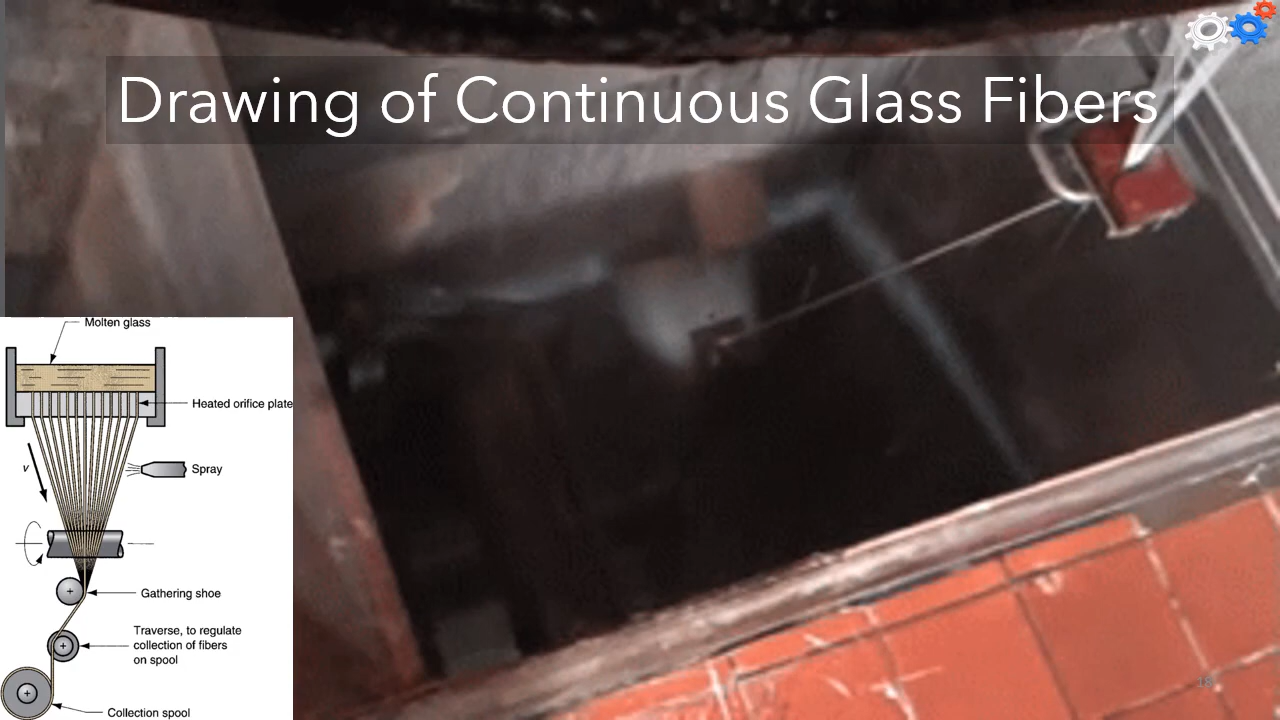 Drawing of Continuous Glass Fibers
Molten glass
Heated orifice plate
v
Spray
Gathering shoe
Traverse, to regulate
collection of fibers
on spool
Collection spool
18